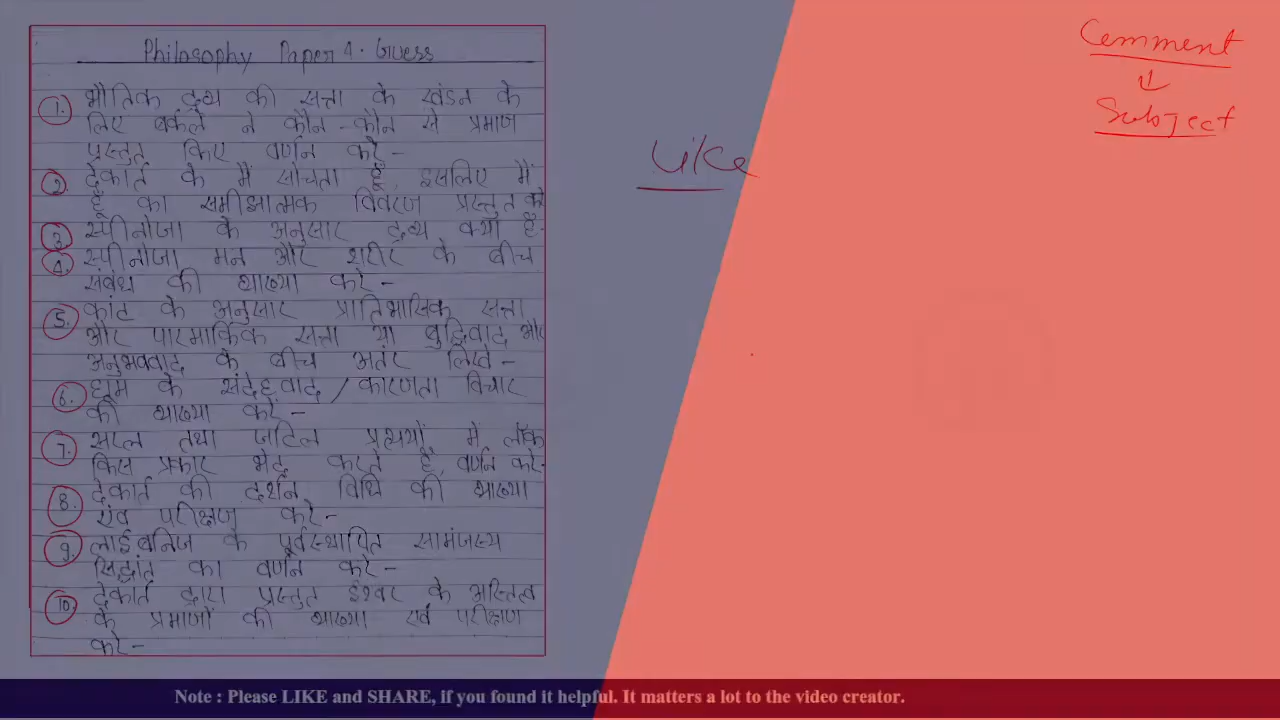 Philosophy Paper 4. Guess
1. भौतिक द्रव्य की सत्ता के खंडन के
लिए बर्कले ने कौन-कौन से प्रमाण
प्रस्तुत किए वर्णन करे -
2. देकार्त के मैं सोचता हूँ, इसलिए मैं
हूँ का समीक्षात्मक विवरण प्रस्तुत करे
3. स्पीनोजा के अनुसार द्रव्य क्या है-
4. स्पीनोजा मन और शरीर के बीच
संबंध की व्याख्या करे -
5. कांट के अनुसार प्रातिभासिक सत्ता
और पारमार्किक सत्ता या बुद्धिवाद और
अनुभववाद के बीच अतंर लिखे -
6. ह्यूम के संदेहवाद / कारणता विचार
की व्याख्या करें -
7. सरल तथा जटिल प्रत्ययों में लॉक
किस प्रकार भेद करते है, वर्णन करे-
8. देकार्त की दर्शन विधि की व्याख्या
एंव परीक्षण करे -
9. लाईबनिज के पूर्वस्थापित सामंजस्य
सिद्धांत का वर्णन करे -
10. देकार्त द्वारा प्रस्तुत ईश्वर के अस्तित्व
के प्रमाणों की व्याख्या एवं परीक्षण
करे -
Like
Comment
↓
Subject
Note : Please LIKE and SHARE, if you found it helpful. It matters a lot to the video creator.